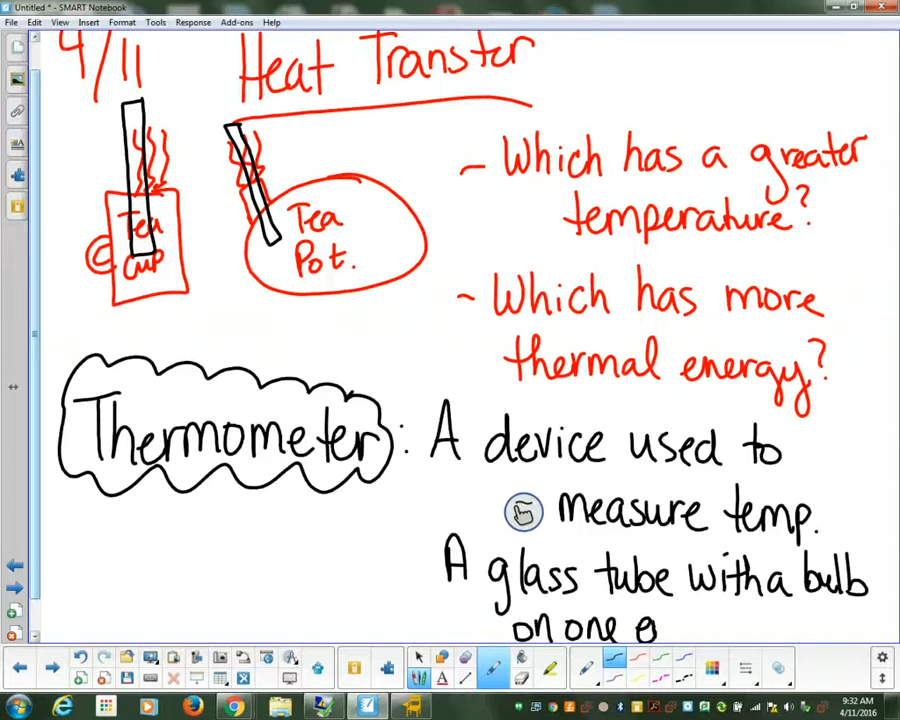 Untitled * - SMART Notebook
File Edit View Insert Format Tools Response Add-ons Help
4/11 Heat Transfer
Tea
Cup
Tea
Pot.
- Which has a greater
temperature?
- Which has more
thermal energy?
Thermometer: A device used to
measure temp.
A glass tube with a bulb
on one e
9:32 AM
4/11/2016